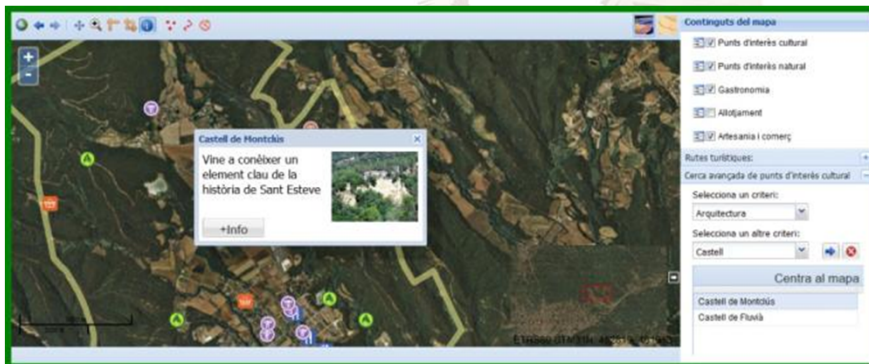 Continguts del mapa
Punts d'interès cultural
Punts d'interès natural
Gastronomia
Allotjament
Artesania i comerç
Rutes turístiques:
Cerca avançada de punts d'interès cultural
Selecciona un criteri:
Arquitectura
Selecciona un altre criteri:
Castell
Centra al mapa
Castell de Montclús
Castell de Fluvià
Castell de Montclús
Vine a conèixer un
element clau de la
història de Sant Esteve
+Info